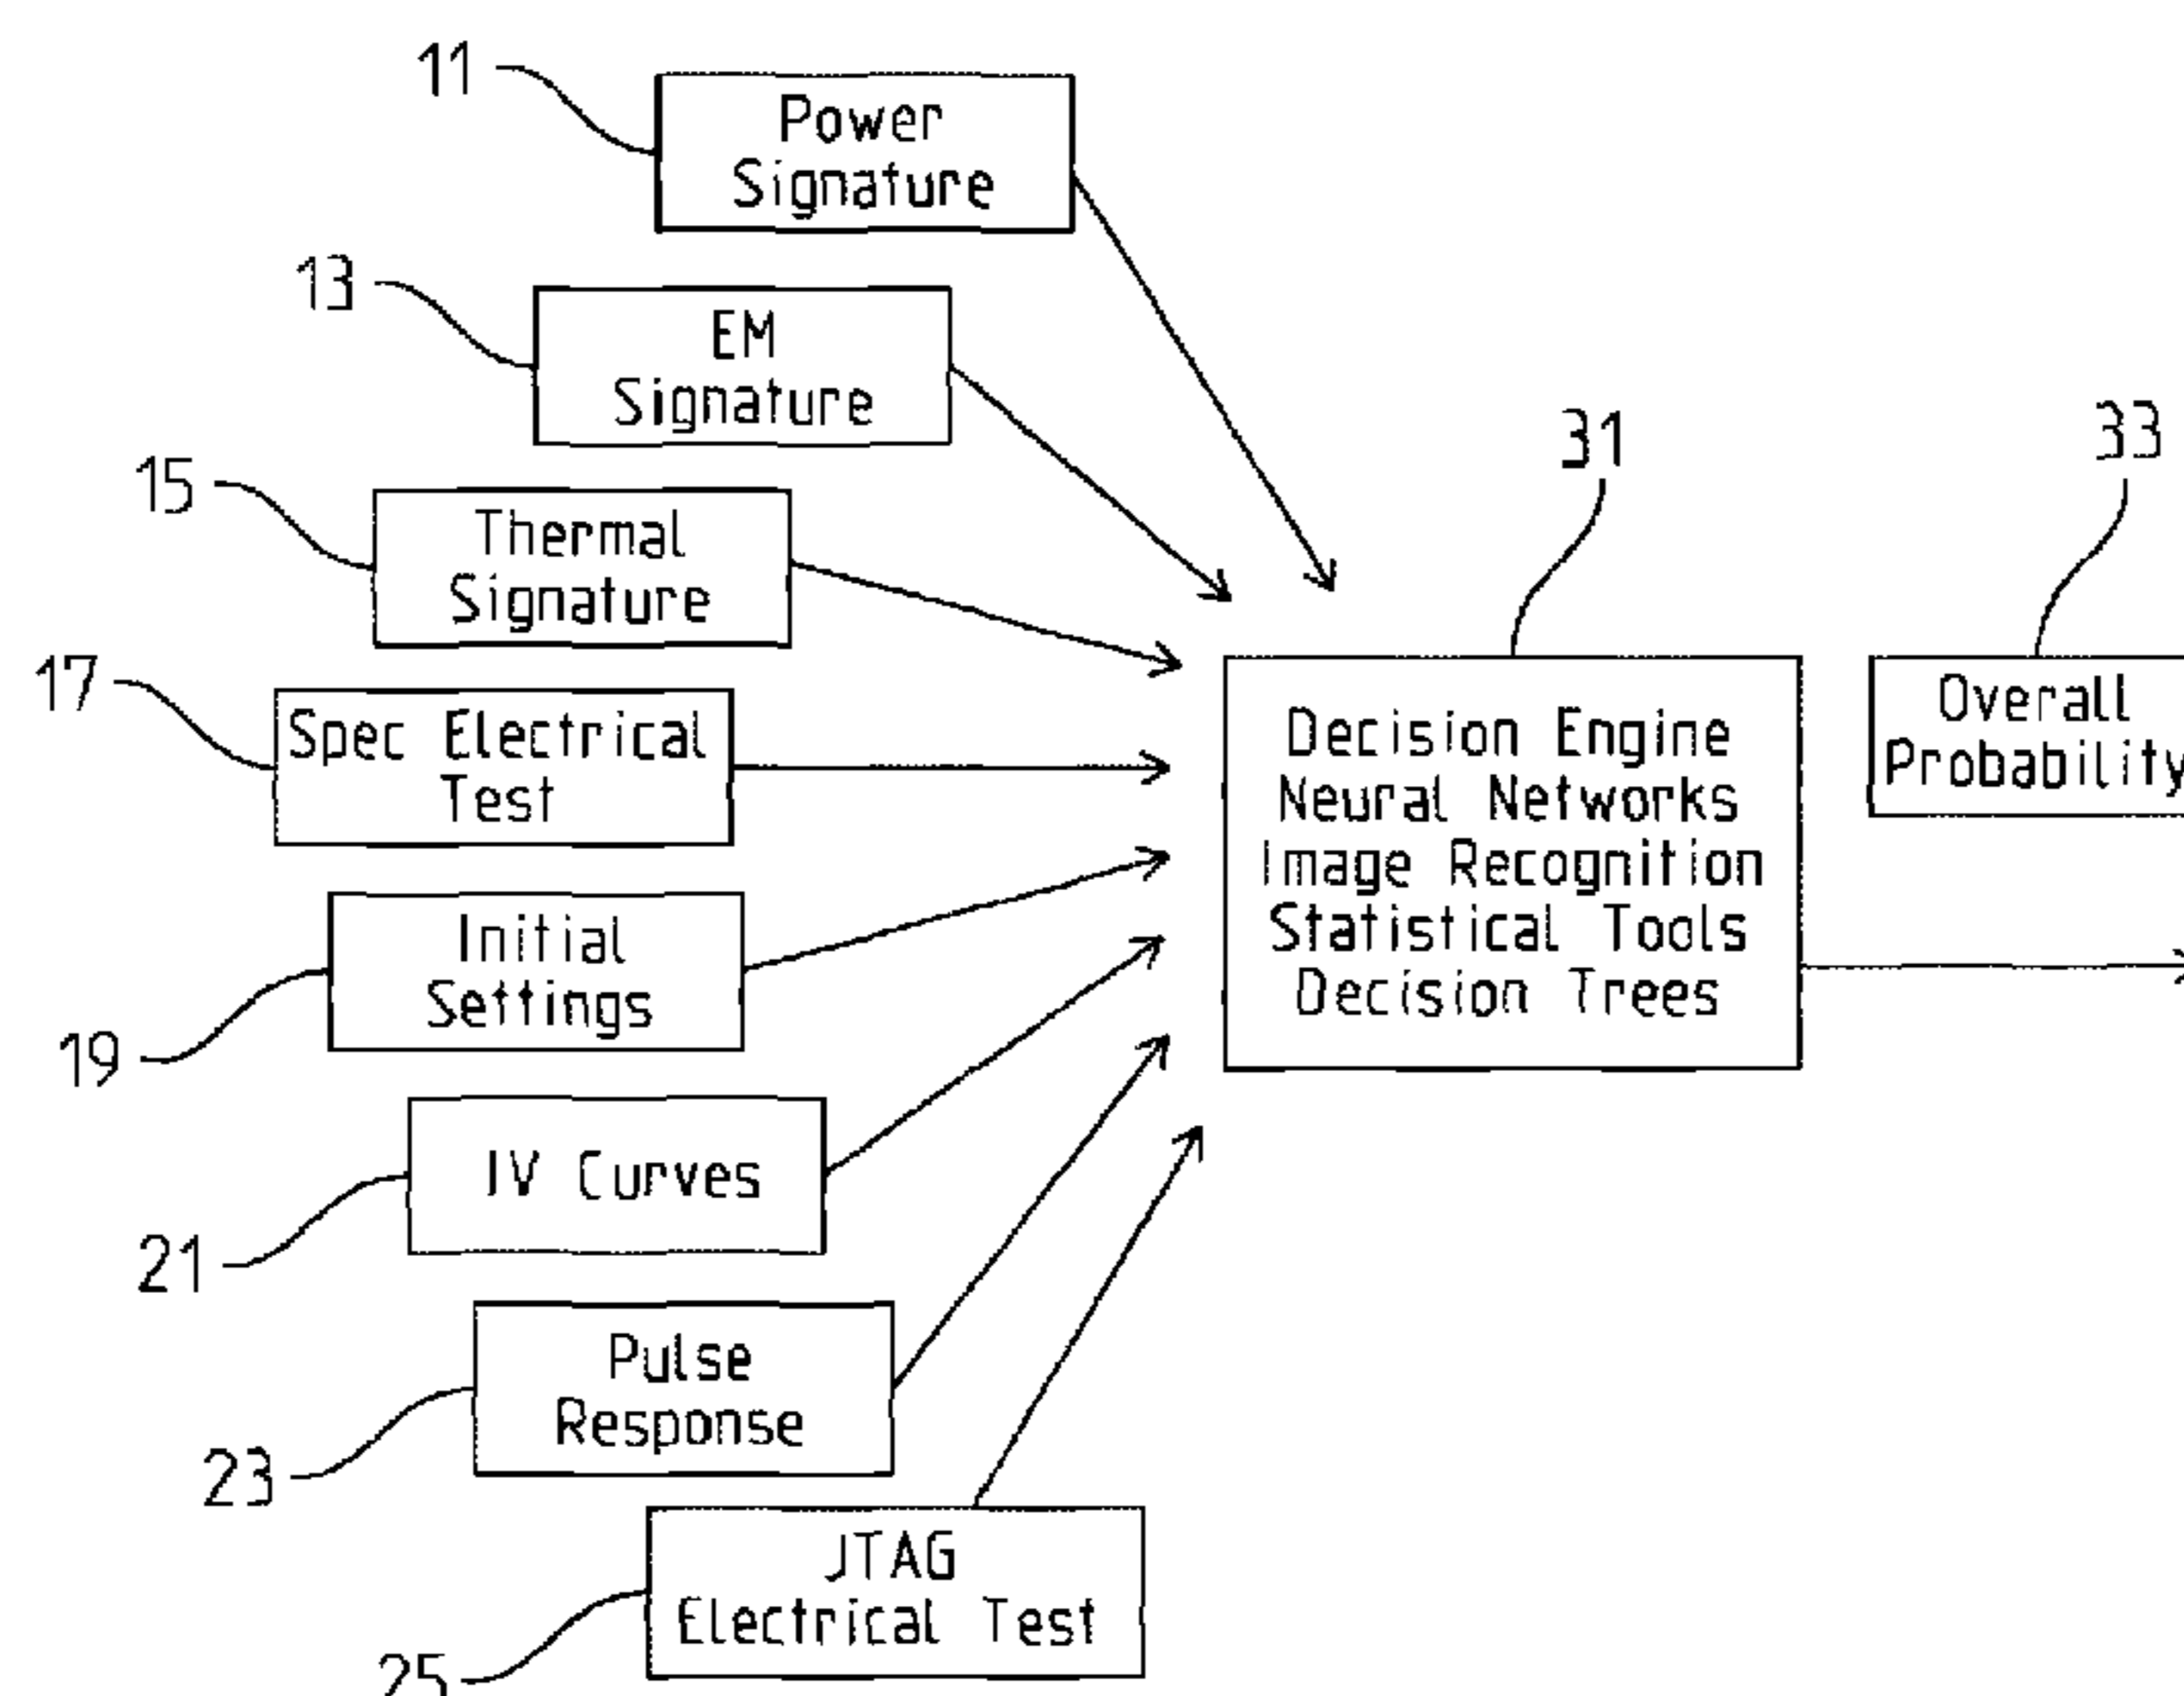 11
Power
Signature
13
EM
Signature
15
Thermal
Signature
17
Spec Electrical
Test
19
Initial
Settings
21
IV Curves
23
Pulse
Response
25
JTAG
Electrical Test
31
Decision Engine
Neural Networks
Image Recognition
Statistical Tools
Decision Trees
33
Overall
Probability